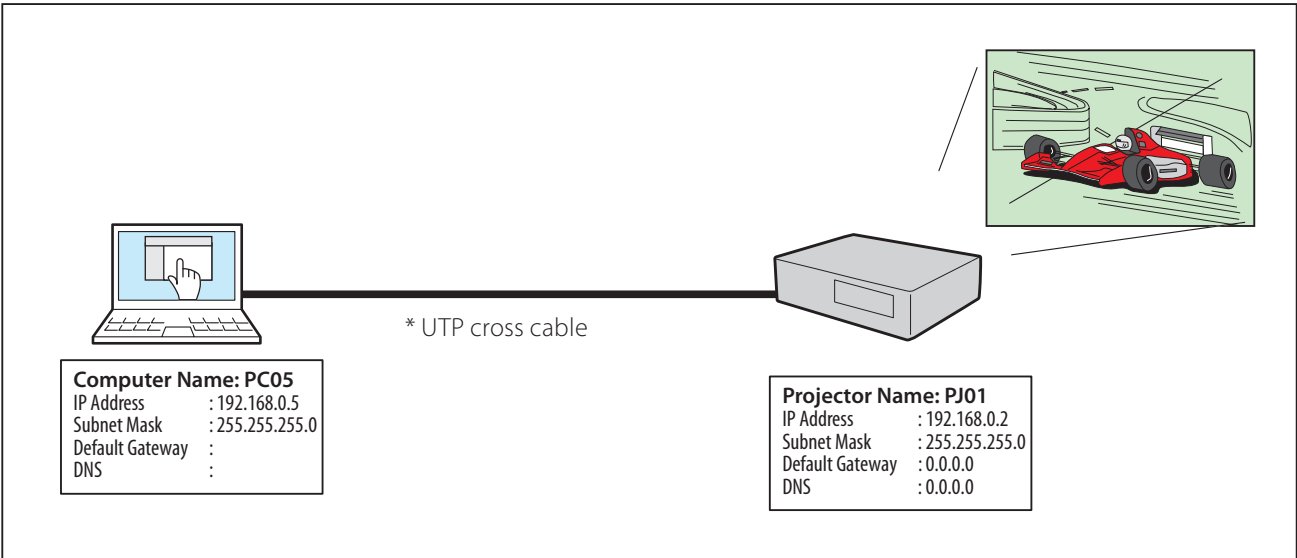 * UTP cross cable
Computer Name: PC05
IP Address : 192.168.0.5
Subnet Mask : 255.255.255.0
Default Gateway :
DNS :
Projector Name: PJ01
IP Address : 192.168.0.2
Subnet Mask : 255.255.255.0
Default Gateway : 0.0.0.0
DNS : 0.0.0.0